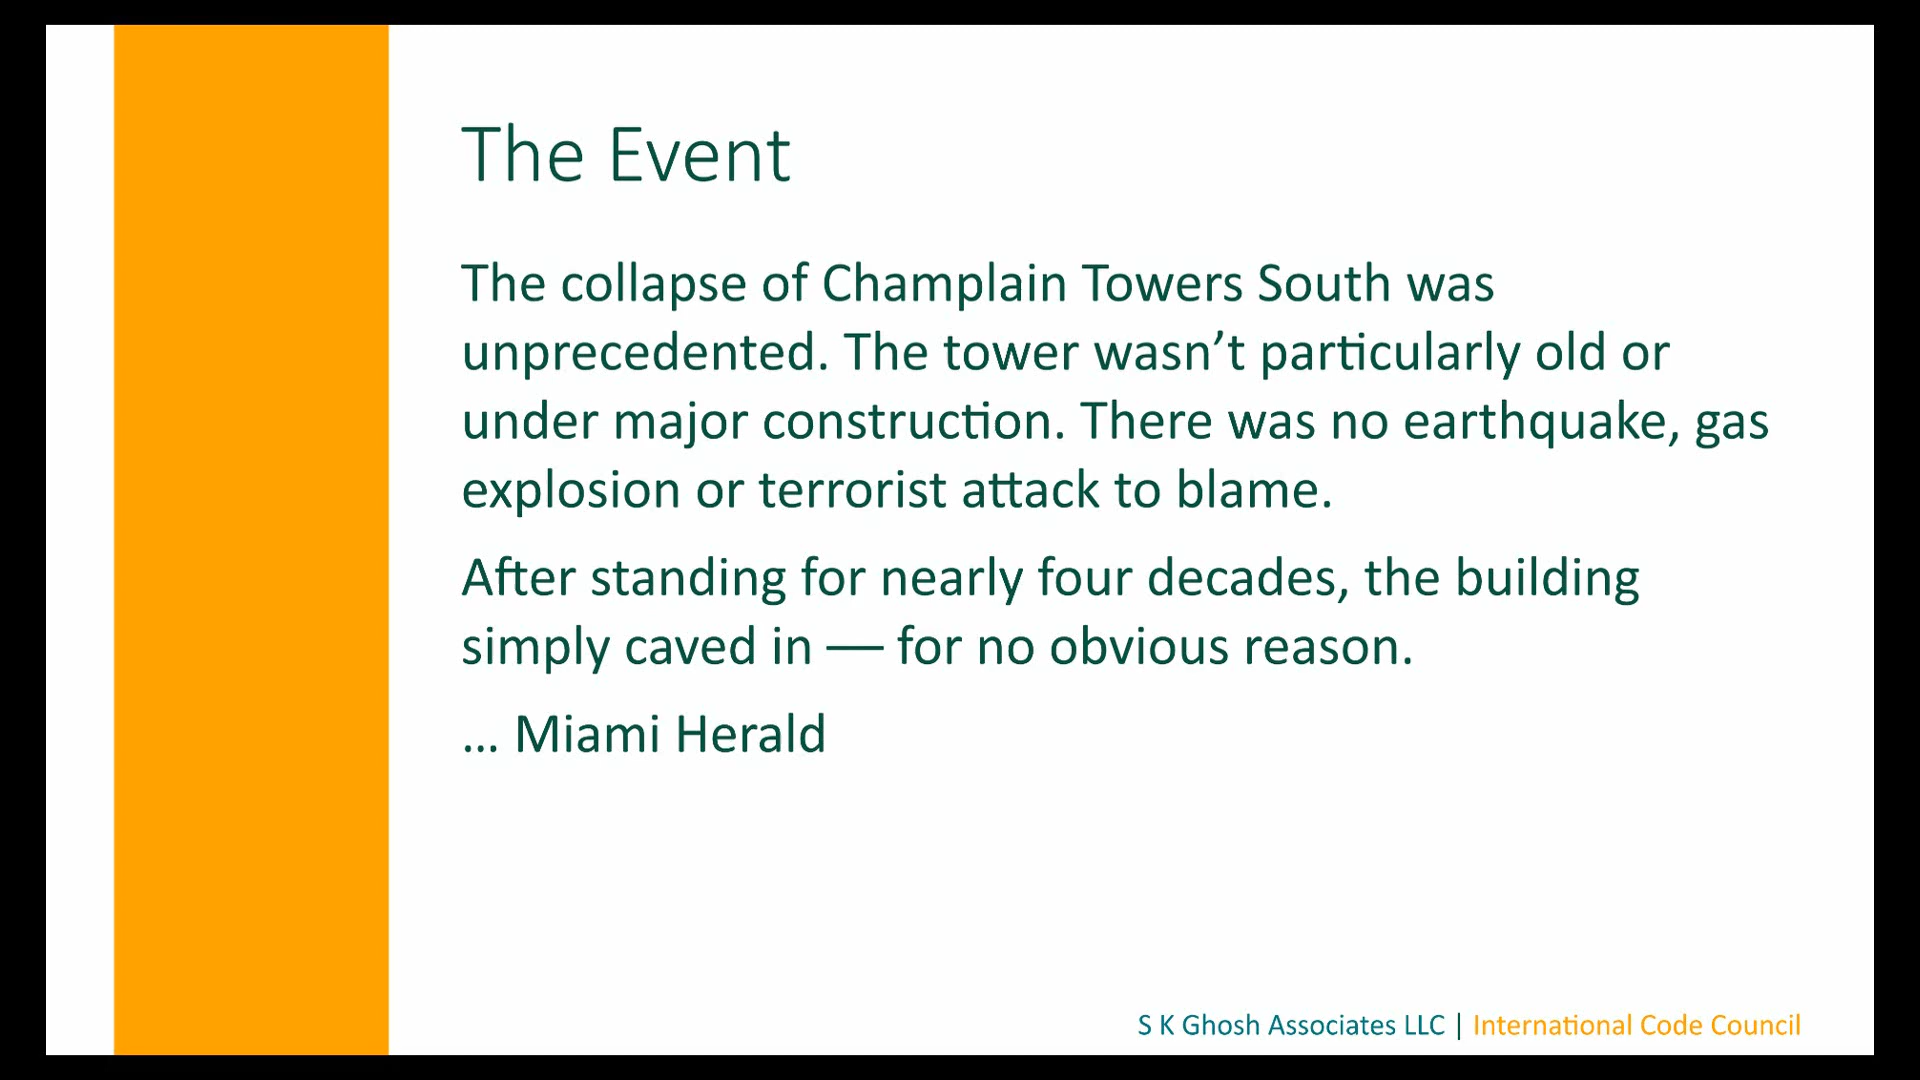 The Event
The collapse of Champlain Towers South was
unprecedented. The tower wasn’t particularly old or
under major construction. There was no earthquake, gas
explosion or terrorist attack to blame.
After standing for nearly four decades, the building
simply caved in — for no obvious reason.
... Miami Herald
S K Ghosh Associates LLC | International Code Council